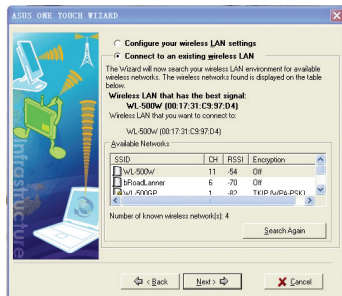 ASUS ONE TOUCH WIZARD
Configure your wireless LAN settings
Connect to an existing wireless LAN
The Wizard will now search your wireless LAN environment for available
wireless networks. The wireless networks found is displayed on the table
below.
Wireless LAN that has the best signal:
WL-500W (00:17:31:C9:97:D4)
Wireless LAN that you want to connect to:
WL-500W (00:17:31:C9:97:D4)
Available Networks
SSID CH RSSI Encryption
WL-500W 11 -54 Off
bRoadLanner 6 -70 Off
WL-500GP 1 -82 TKIP (WPA-PSK)
Number of known wireless network(s): 4
Search Again
< Back Next > Cancel
Infrastructure